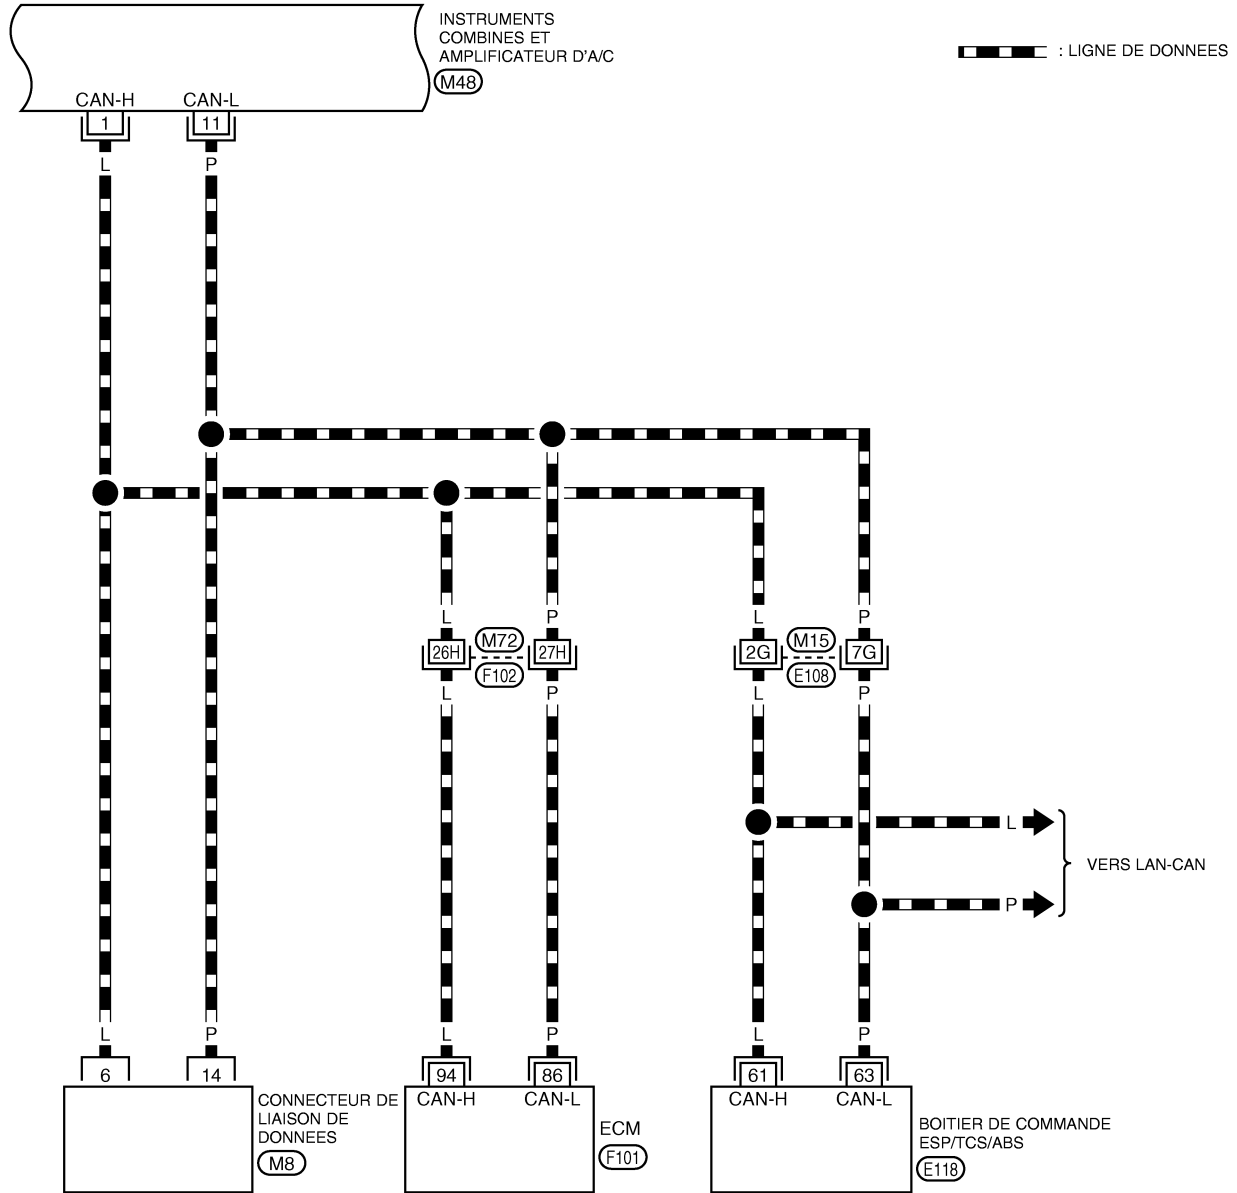 INSTRUMENTS
COMBINES ET
AMPLIFICATEUR D'A/C
M48
: LIGNE DE DONNEES
CAN-H CAN-L
1 11
L P
L P L P
26H M72 27H 2G M15 7G
F102 E108
L P L P
L
VERS LAN-CAN
P
L P L P L P
6 14 94 86 61 63
CAN-H CAN-L CAN-H CAN-L
CONNECTEUR DE
LIAISON DE
DONNEES
M8
ECM
F101
BOITIER DE COMMANDE
ESP/TCS/ABS
E118